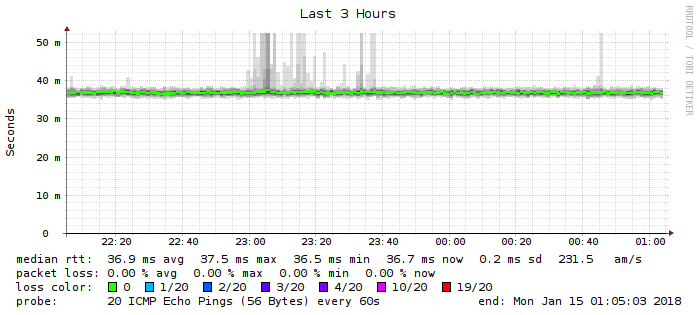 Last 3 Hours
RRDTOOL / TOBI OETIKER
Seconds
50 m
40 m
30 m
20 m
10 m
0
22:20 22:40 23:00 23:20 23:40 00:00 00:20 00:40 01:00
median rtt: 36.9 ms avg 37.5 ms max 36.5 ms min 36.7 ms now 0.2 ms sd 231.5 am/s
packet loss: 0.00 % avg 0.00 % max 0.00 % min 0.00 % now
loss color: 0 1/20 2/20 3/20 4/20 10/20 19/20
probe: 20 ICMP Echo Pings (56 Bytes) every 60s end: Mon Jan 15 01:05:03 2018